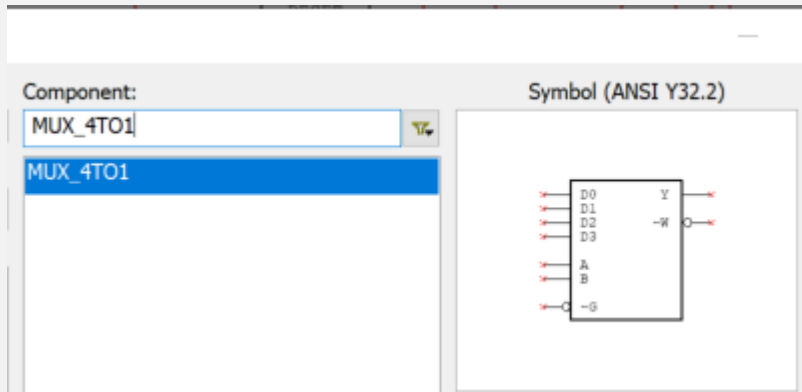 Component:
Symbol (ANSI Y32.2)
MUX_4TO1
MUX_4TO1
D0 Y
D1
D2 -W
D3
A
B
-G